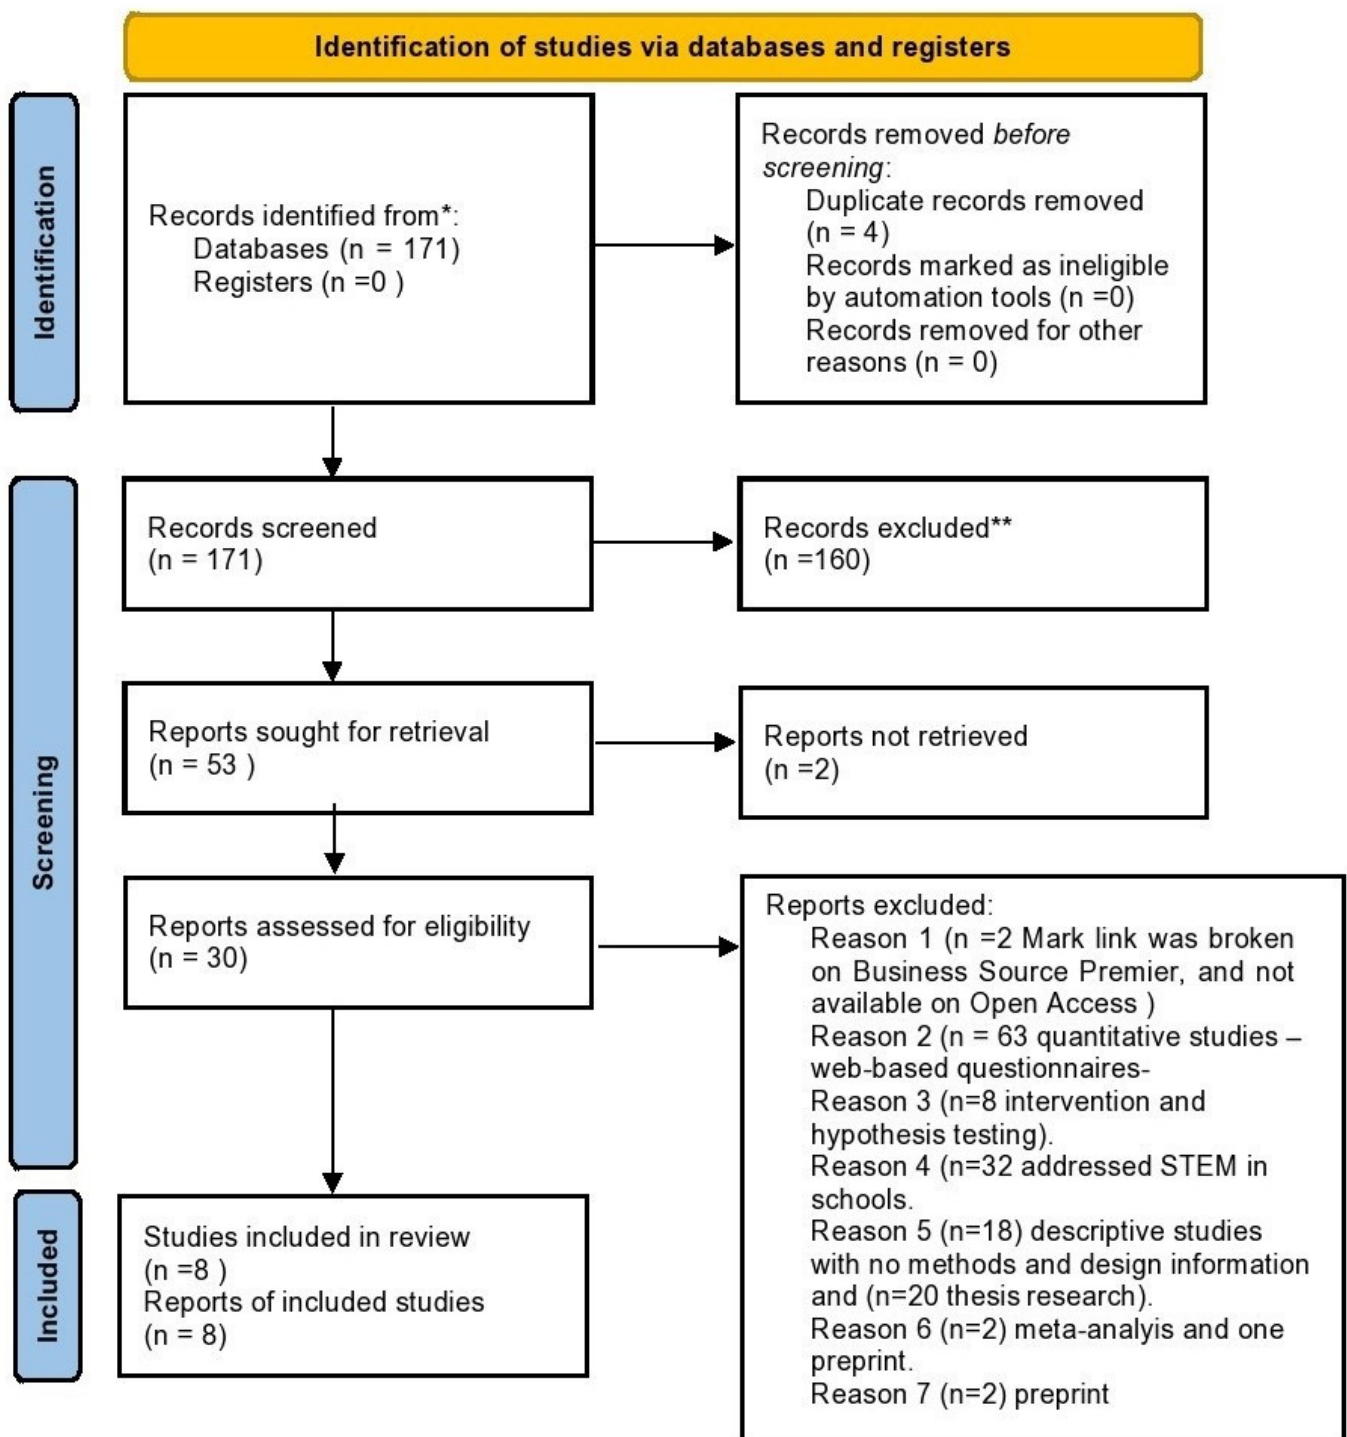 Identification of studies via databases and registers
Identification
Records identified from*:
Databases (n = 171)
Registers (n =0 )
Records removed before
screening:
Duplicate records removed
(n = 4)
Records marked as ineligible
by automation tools (n =0)
Records removed for other
reasons (n = 0)
Screening
Records screened
(n = 171)
Records excluded**
(n =160)
Reports sought for retrieval
(n = 53 )
Reports not retrieved
(n =2)
Reports assessed for eligibility
(n = 30)
Reports excluded:
Reason 1 (n =2 Mark link was broken
on Business Source Premier, and not
available on Open Access )
Reason 2 (n = 63 quantitative studies –
web-based questionnaires-
Reason 3 (n=8 intervention and
hypothesis testing).
Reason 4 (n=32 addressed STEM in
schools.
Reason 5 (n=18) descriptive studies
with no methods and design information
and (n=20 thesis research).
Reason 6 (n=2) meta-analyis and one
preprint.
Reason 7 (n=2) preprint
Included
Studies included in review
(n =8 )
Reports of included studies
(n = 8)